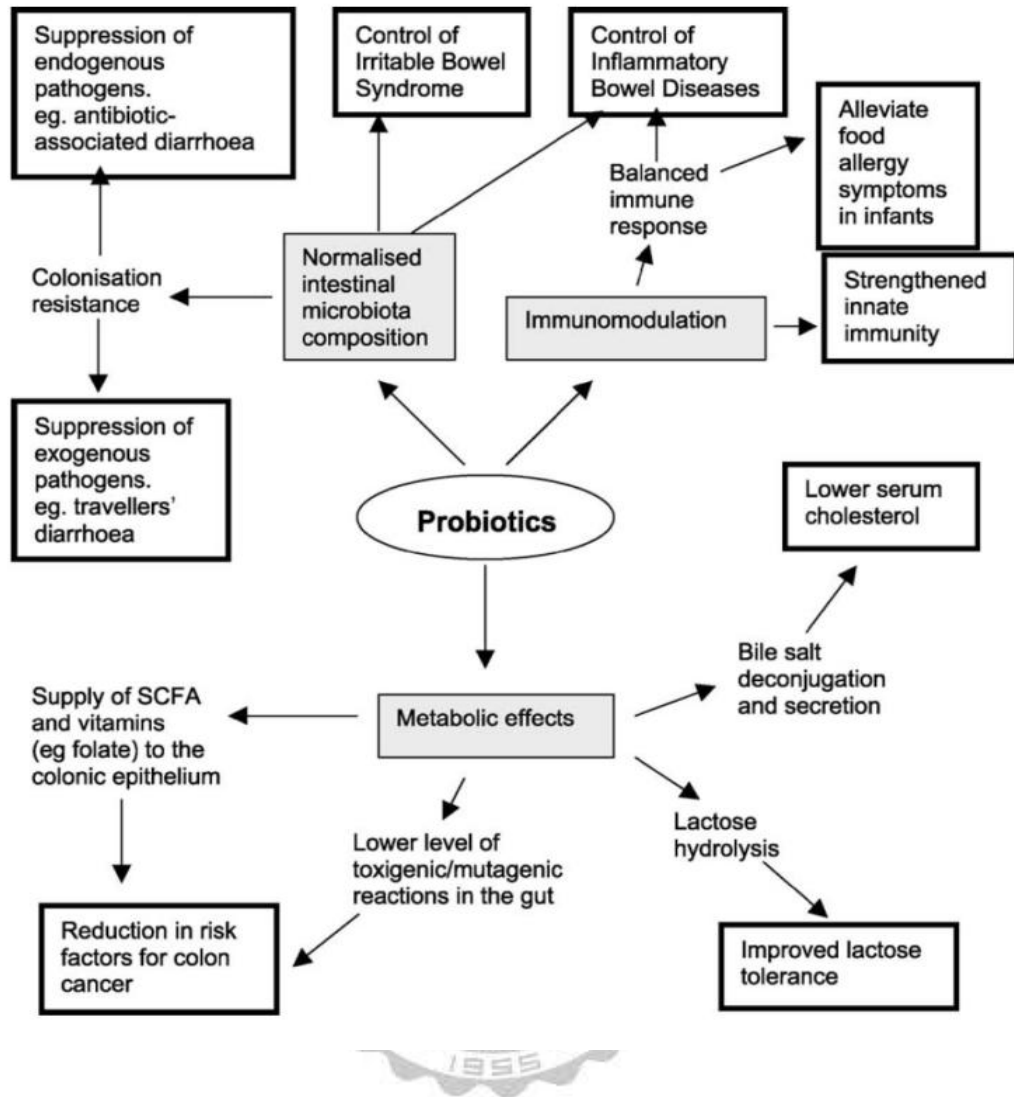 Suppression of
endogenous
pathogens.
eg. antibiotic-
associated diarrhoea
Control of
Irritable Bowel
Syndrome
Control of
Inflammatory
Bowel Diseases
Alleviate
food
allergy
symptoms
in infants
Balanced
immune
response
Colonisation
resistance
Normalised
intestinal
microbiota
composition
Immunomodulation
Strengthened
innate
immunity
Suppression of
exogenous
pathogens.
eg. travellers'
diarrhoea
Probiotics
Lower serum
cholesterol
Bile salt
deconjugation
and secretion
Supply of SCFA
and vitamins
(eg folate) to the
colonic epithelium
Metabolic effects
Lower level of
toxigenic/mutagenic
reactions in the gut
Lactose
hydrolysis
Reduction in risk
factors for colon
cancer
Improved lactose
tolerance
1955